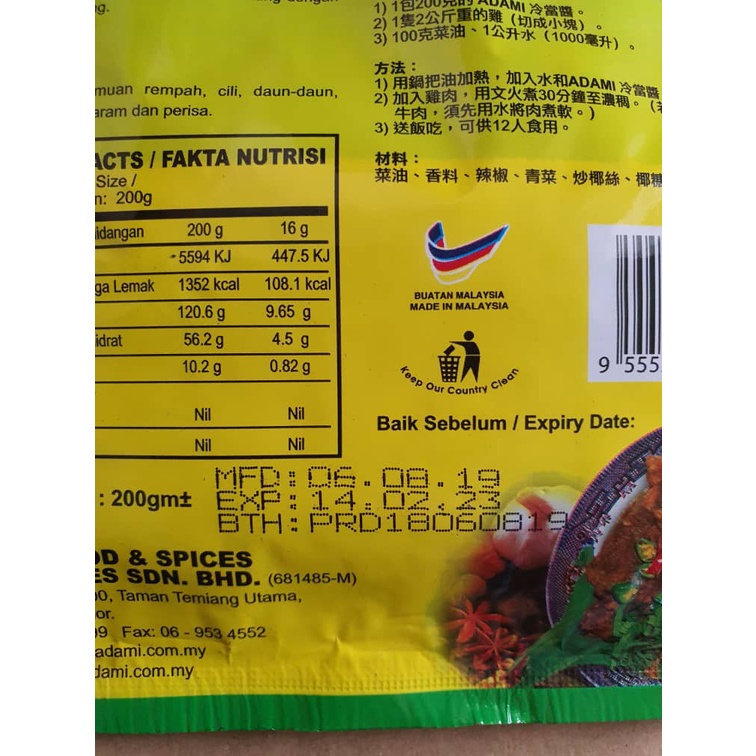 1) 1包200克的 ADAMI 冷當醬。
2) 1隻2公斤重的雞（切成小塊）。
3) 100克菜油、1公升水（1000毫升）。
方法：
1) 用鍋把油加熱，加入水和ADAMI 冷當醬
2) 加入雞肉，用文火煮30分鐘至濃稠。（
牛肉，須先用水將肉煮軟。）
3) 送飯吃，可供12人食用。
材料：
菜油、香料、辣椒、青菜、炒椰絲、椰糖
muan rempah, cili, daun-daun,
aram dan perisa.
ACTS / FAKTA NUTRISI
Size /
n: 200g
idangan 200 g 16 g
5594 KJ 447.5 KJ
ga Lemak 1352 kcal 108.1 kcal
120.6 g 9.65 g
idrat 56.2 g 4.5 g
10.2 g 0.82 g
Nil Nil
Nil Nil
BUATAN MALAYSIA
MADE IN MALAYSIA
Keep Our Country Clean
9 555
Baik Sebelum / Expiry Date:
: 200gm±
MFD: 06.08.19
EXP: 14.02.23
BTH: PRD18060819
OD & SPICES
ES SDN. BHD. (681485-M)
00, Taman Temiang Utama,
or.
09 Fax: 06 - 953 4552
adami.com.my
dami.com.my